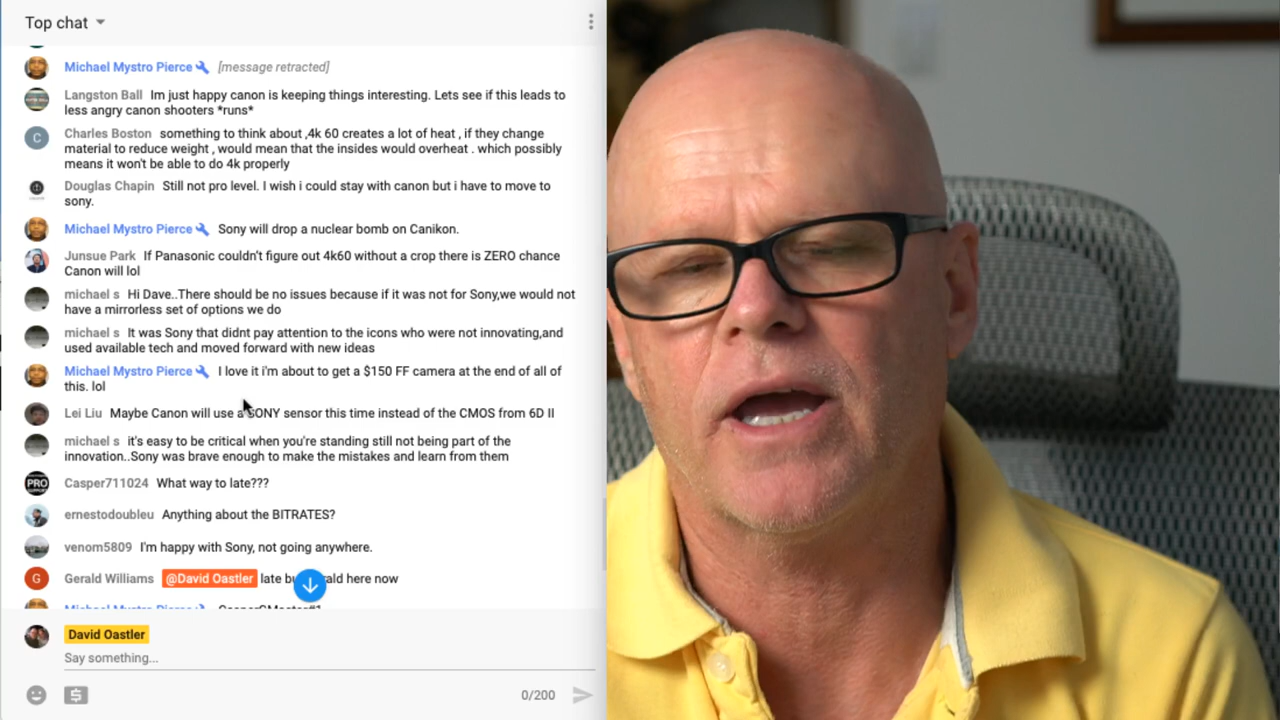 Top chat
Michael Mystro Pierce [message retracted]
Langston Ball Im just happy canon is keeping things interesting. Lets see if this leads to
less angry canon shooters *runs*
C
Charles Boston something to think about ,4k 60 creates a lot of heat , if they change
material to reduce weight , would mean that the insides would overheat . which possibly
means it won't be able to do 4k properly
Douglas Chapin Still not pro level. I wish i could stay with canon but i have to move to
sony.
Michael Mystro Pierce Sony will drop a nuclear bomb on Canikon.
Junsue Park If Panasonic couldn't figure out 4k60 without a crop there is ZERO chance
Canon will lol
michael s Hi Dave..There should be no issues because if it was not for Sony,we would not
have a mirrorless set of options we do
michael s It was Sony that didnt pay attention to the icons who were not innovating,and
used available tech and moved forward with new ideas
Michael Mystro Pierce I love it i'm about to get a $150 FF camera at the end of all of
this. lol
Lei Liu Maybe Canon will use a SONY sensor this time instead of the CMOS from 6D II
michael s it's easy to be critical when you're standing still not being part of the
innovation..Sony was brave enough to make the mistakes and learn from them
PRO
Casper711024 What way to late???
ernestodoubleu Anything about the BITRATES?
venom5809 I'm happy with Sony, not going anywhere.
G
Gerald Williams @David Oastler late here now
Michael Mystro Pierce
David Oastler
Say something...
0/200